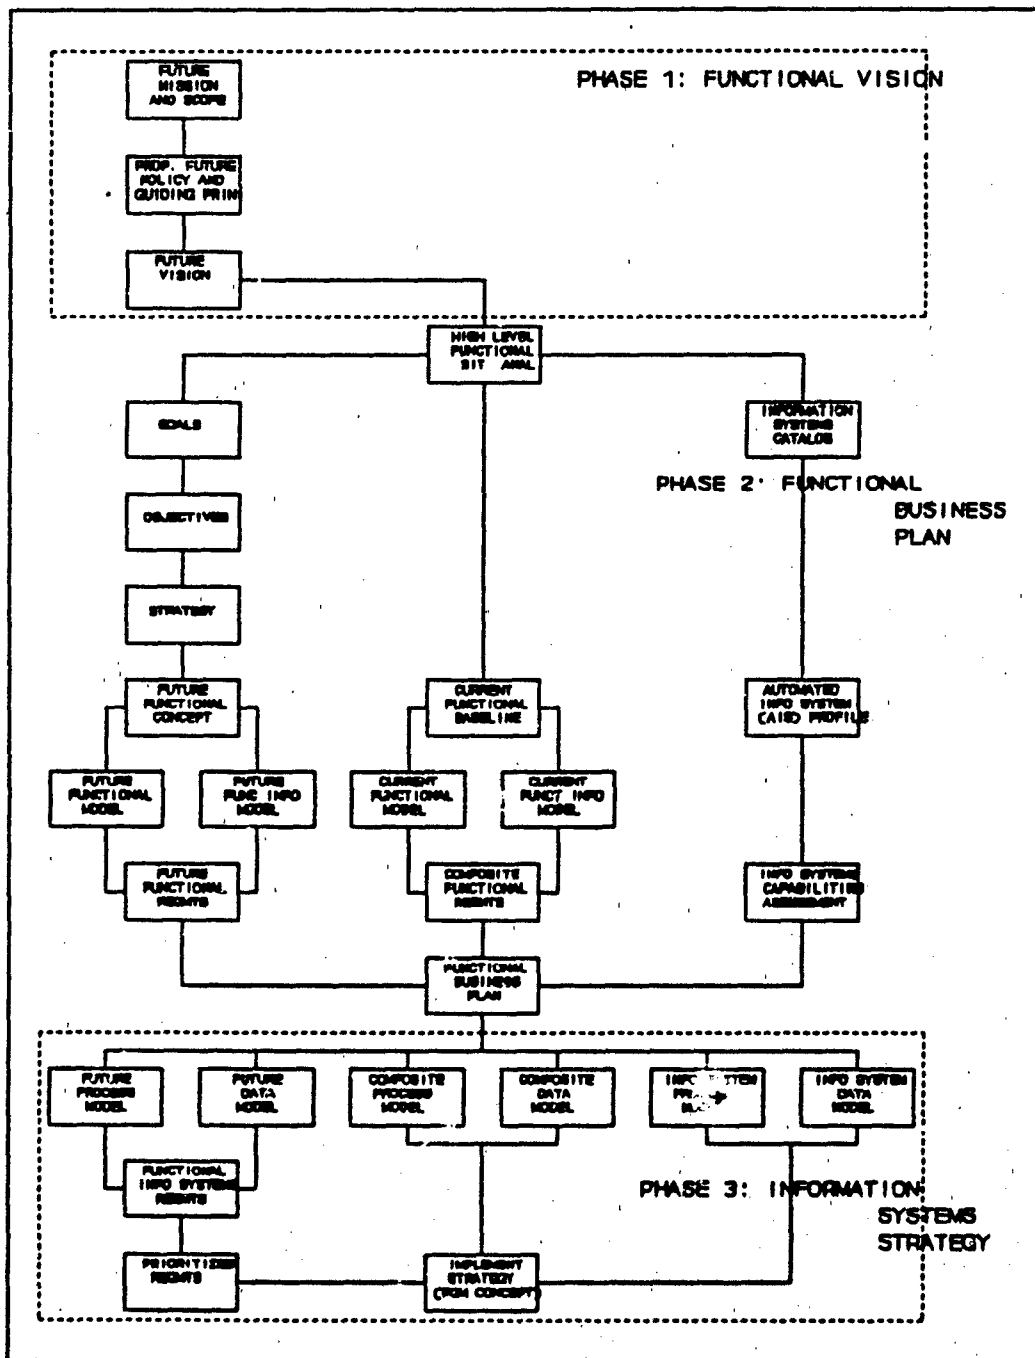 PHASE 1: FUNCTIONAL VISION
FUTURE
MISSION
AND SCOPE
PROP. FUTURE
POLICY AND
GUIDING PRIN
FUTURE
VISION
HIGH LEVEL
FUNCTIONAL
SIT ANAL
GOALS
INFORMATION
SYSTEMS
CATALOG
PHASE 2: FUNCTIONAL
BUSINESS
PLAN
OBJECTIVES
STRATEGY
FUTURE
FUNCTIONAL
CONCEPT
CURRENT
FUNCTIONAL
BASELINE
AUTOMATED
INFO SYSTEM
(AIS) PROFILE
FUTURE
FUNCTIONAL
MODEL
FUTURE
FUNC INFO
MODEL
CURRENT
FUNCTIONAL
MODEL
CURRENT
FUNCT INFO
MODEL
FUTURE
FUNCTIONAL
REQMTS
COMPOSITE
FUNCTIONAL
REQMTS
INFO SYSTEMS
CAPABILITIES
ASSESSMENT
FUNCTIONAL
BUSINESS
PLAN
FUTURE
PROCESS
MODEL
FUTURE
DATA
MODEL
COMPOSITE
PROCESS
MODEL
COMPOSITE
DATA
MODEL
INFO SYSTEM
INFO SYSTEM
DATA
MODEL
FUNCTIONAL
INFO SYSTEMS
REQMTS
PHASE 3: INFORMATION
SYSTEMS
STRATEGY
PRIORITIZED
REQMTS
IMPLEMENT
STRATEGY
CONCEPT)